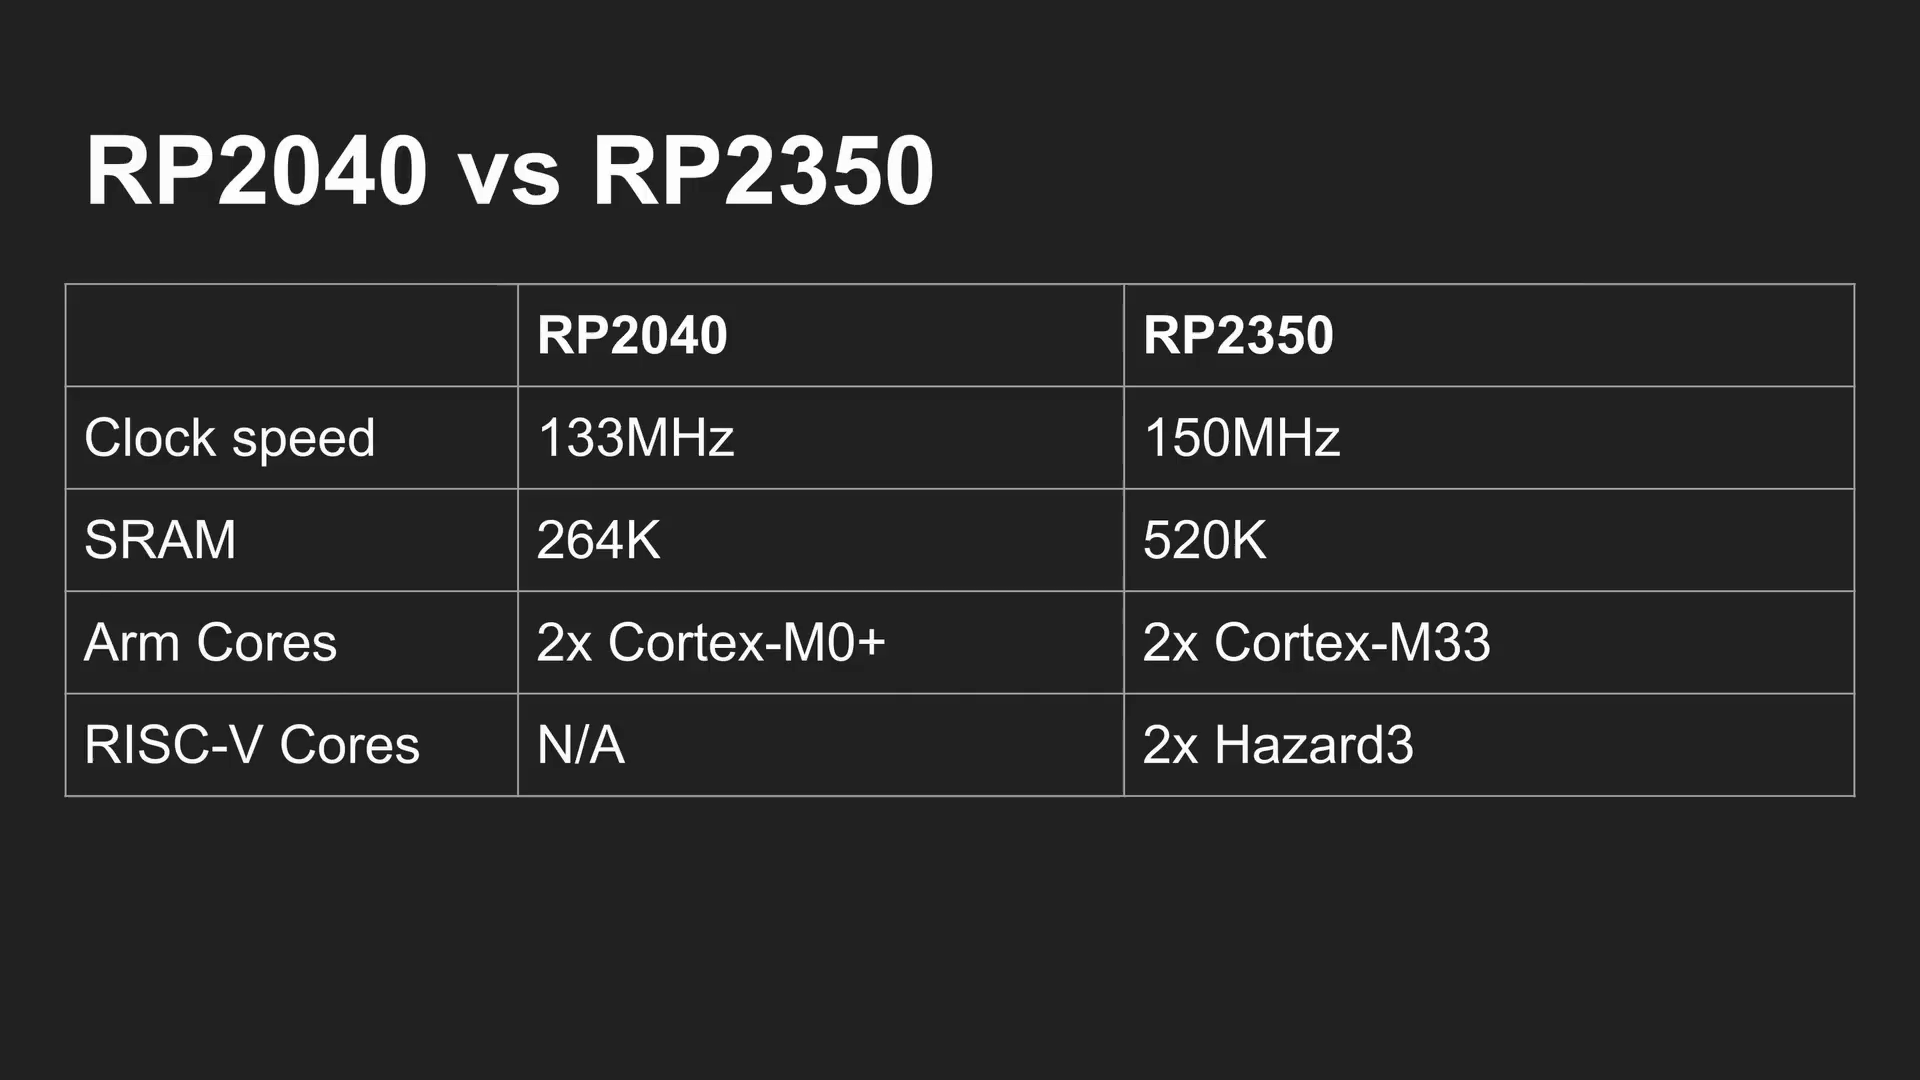 RP2040 vs RP2350
RP2040 RP2350
Clock speed 133MHz 150MHz
SRAM 264K 520K
Arm Cores 2x Cortex-M0+ 2x Cortex-M33
RISC-V Cores N/A 2x Hazard3